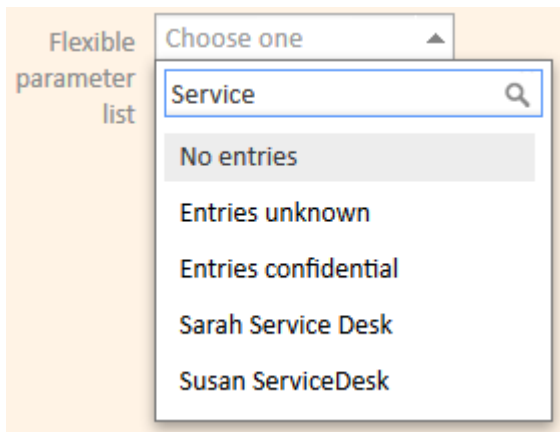 Flexible
parameter
list
Choose one
Service
No entries
Entries unknown
Entries confidential
Sarah Service Desk
Susan ServiceDesk